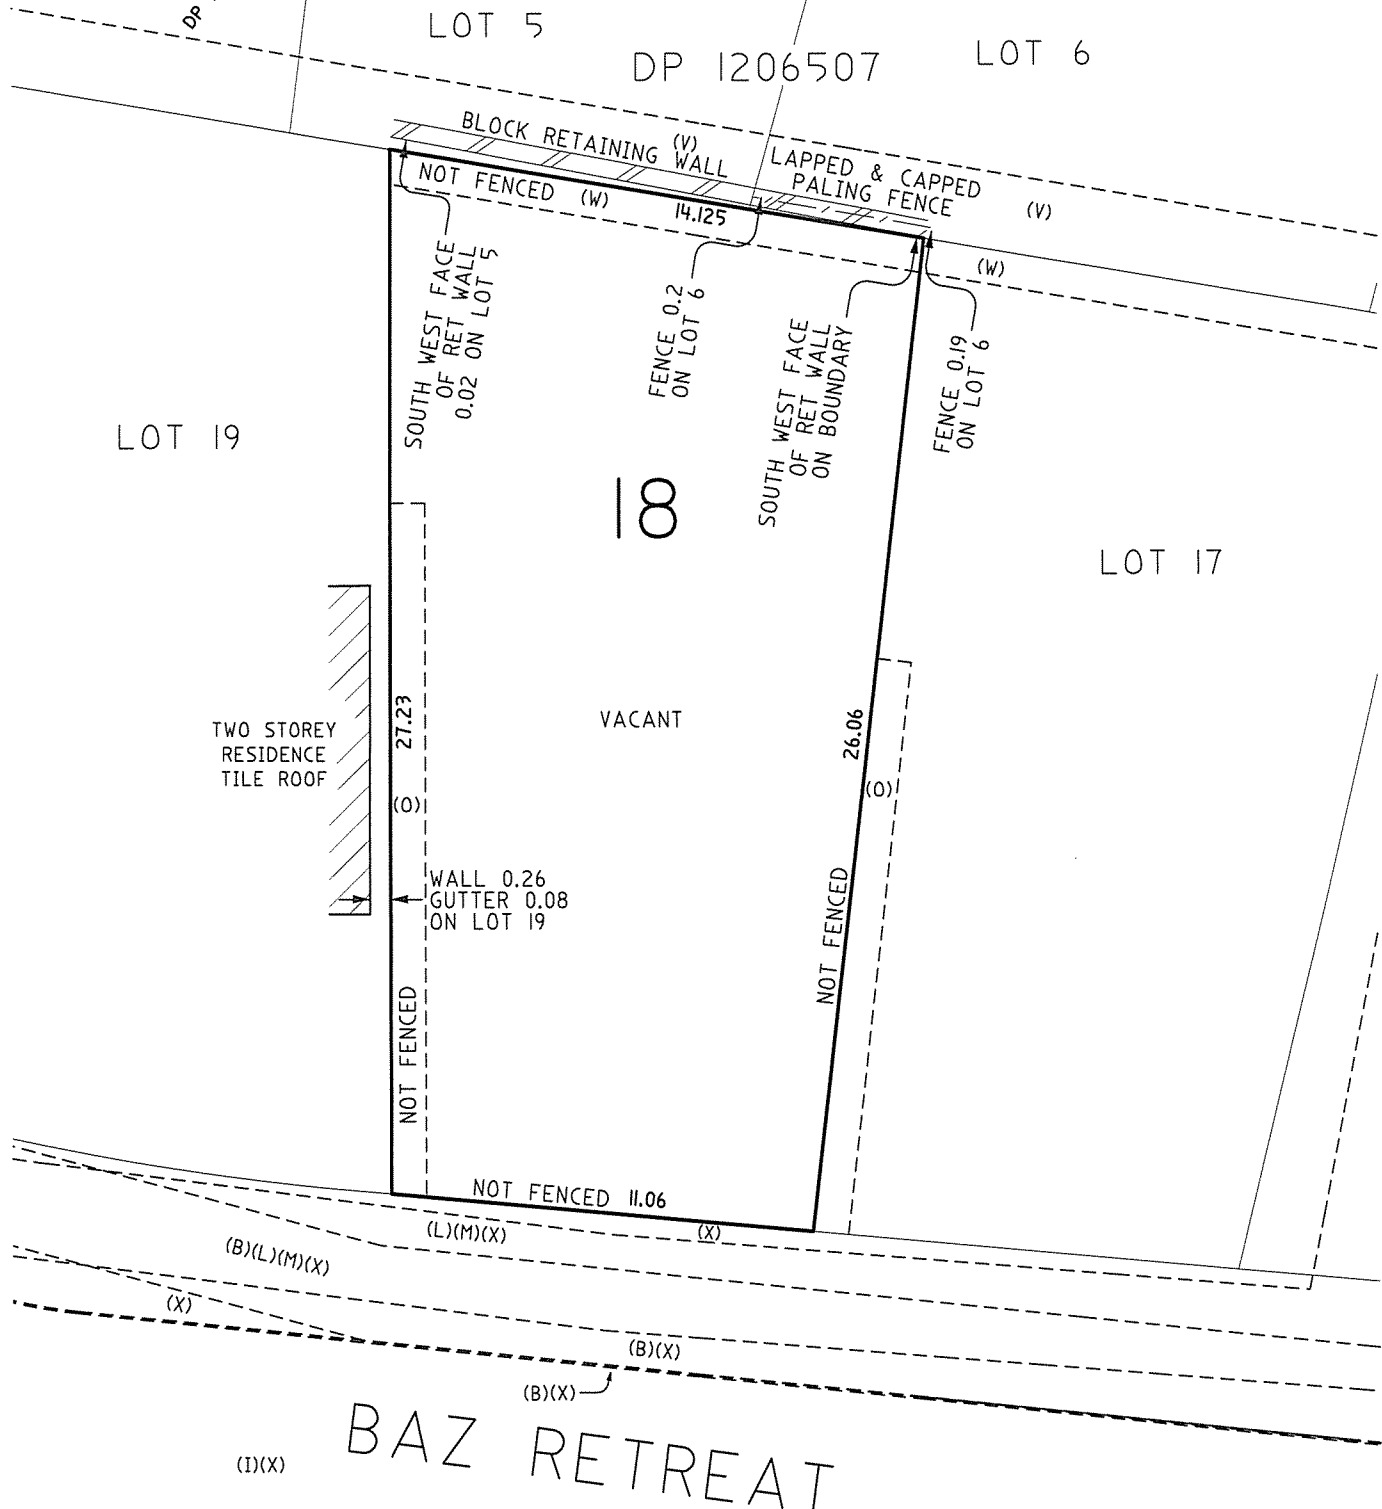 DP
LOT 5
LOT 6
DP 1206507
BLOCK RETAINING WALL
(V)
LAPPED & CAPPED
PALING FENCE
(V)
NOT FENCED (W)
14.125
(W)
SOUTH WEST FACE
OF RET WALL
0.02 ON LOT 5
FENCE 0.2
ON LOT 6
SOUTH WEST FACE
OF RET WALL
ON BOUNDARY
FENCE 0.19
ON LOT 6
LOT 19
18
LOT 17
TWO STOREY
RESIDENCE
TILE ROOF
27.23
VACANT
26.06
(O)
(O)
WALL 0.26
GUTTER 0.08
ON LOT 19
NOT FENCED
NOT FENCED
NOT FENCED 11.06
(L)(M)(X)
(X)
(B)(L)(M)(X)
(X)
(B)(X)
(B)(X)
BAZ RETREAT
(I)(X)